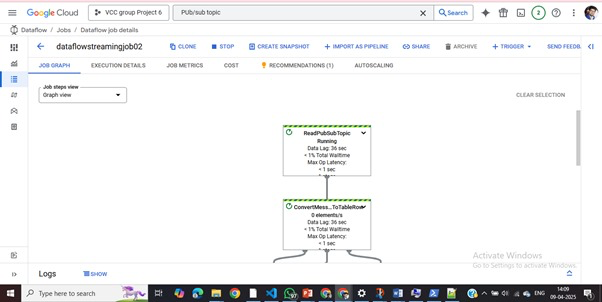 Google Cloud
VCC group Project 6
PUb/sub topic
Search
2
Dataflow / Jobs / Dataflow job details
dataflowstreamingjob02
CLONE
STOP
CREATE SNAPSHOT
IMPORT AS PIPELINE
SHARE
ARCHIVE
TRIGGER
SEND FEEDB
JOB GRAPH
EXECUTION DETAILS
JOB METRICS
COST
RECOMMENDATIONS (1)
AUTOSCALING
Job steps view
Graph view
CLEAR SELECTION
ReadPubSubTopic
Running
Data Lag: 36 sec
< 1% Total Walltime
Max Op Latency:
< 1 sec
ConvertMess...ToTableRow
0 elements/s
Data Lag: 36 sec
< 1% Total Walltime
Max Op Latency:
< 1 sec
Activate Windows
Go to Settings to activate Windows.
Logs
SHOW
Type here to search
ENG
14:09
09-04-2025